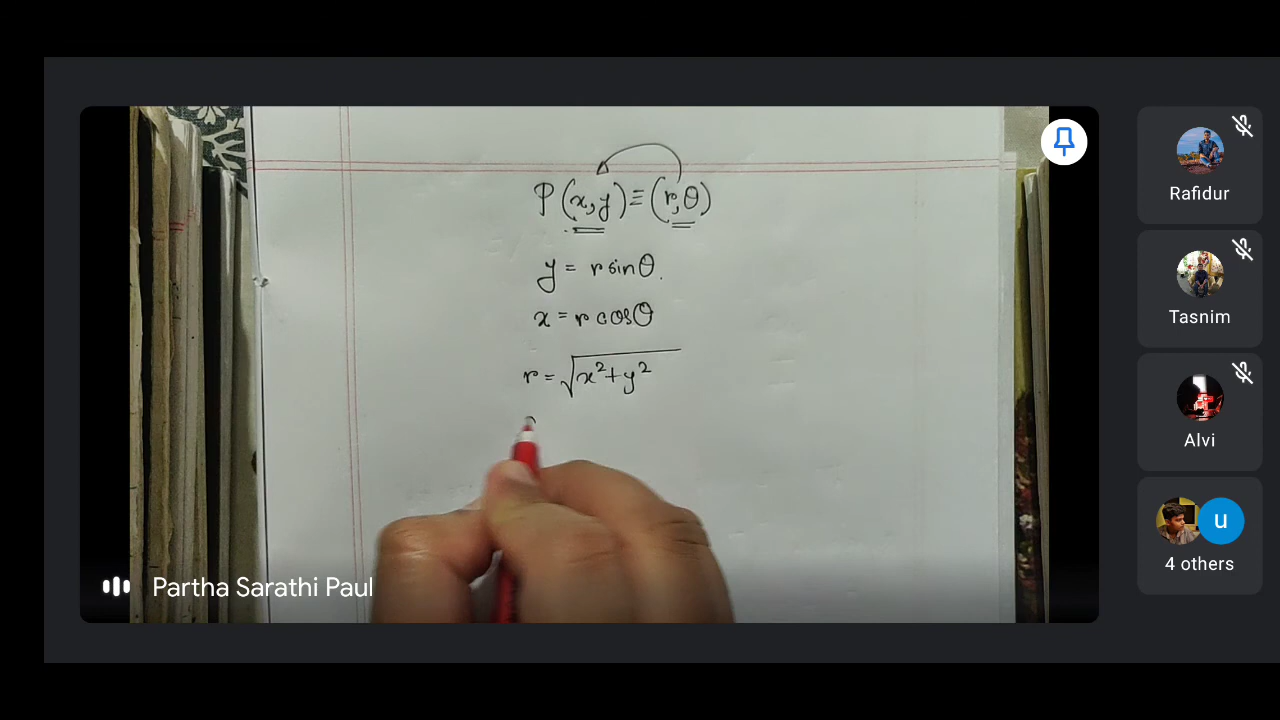 P(x,y)≡(r,θ)
y = r sinθ.
x = r cosθ
r = √x²+y²
Partha Sarathi Paul
Rafidur
Tasnim
Alvi
u
4 others